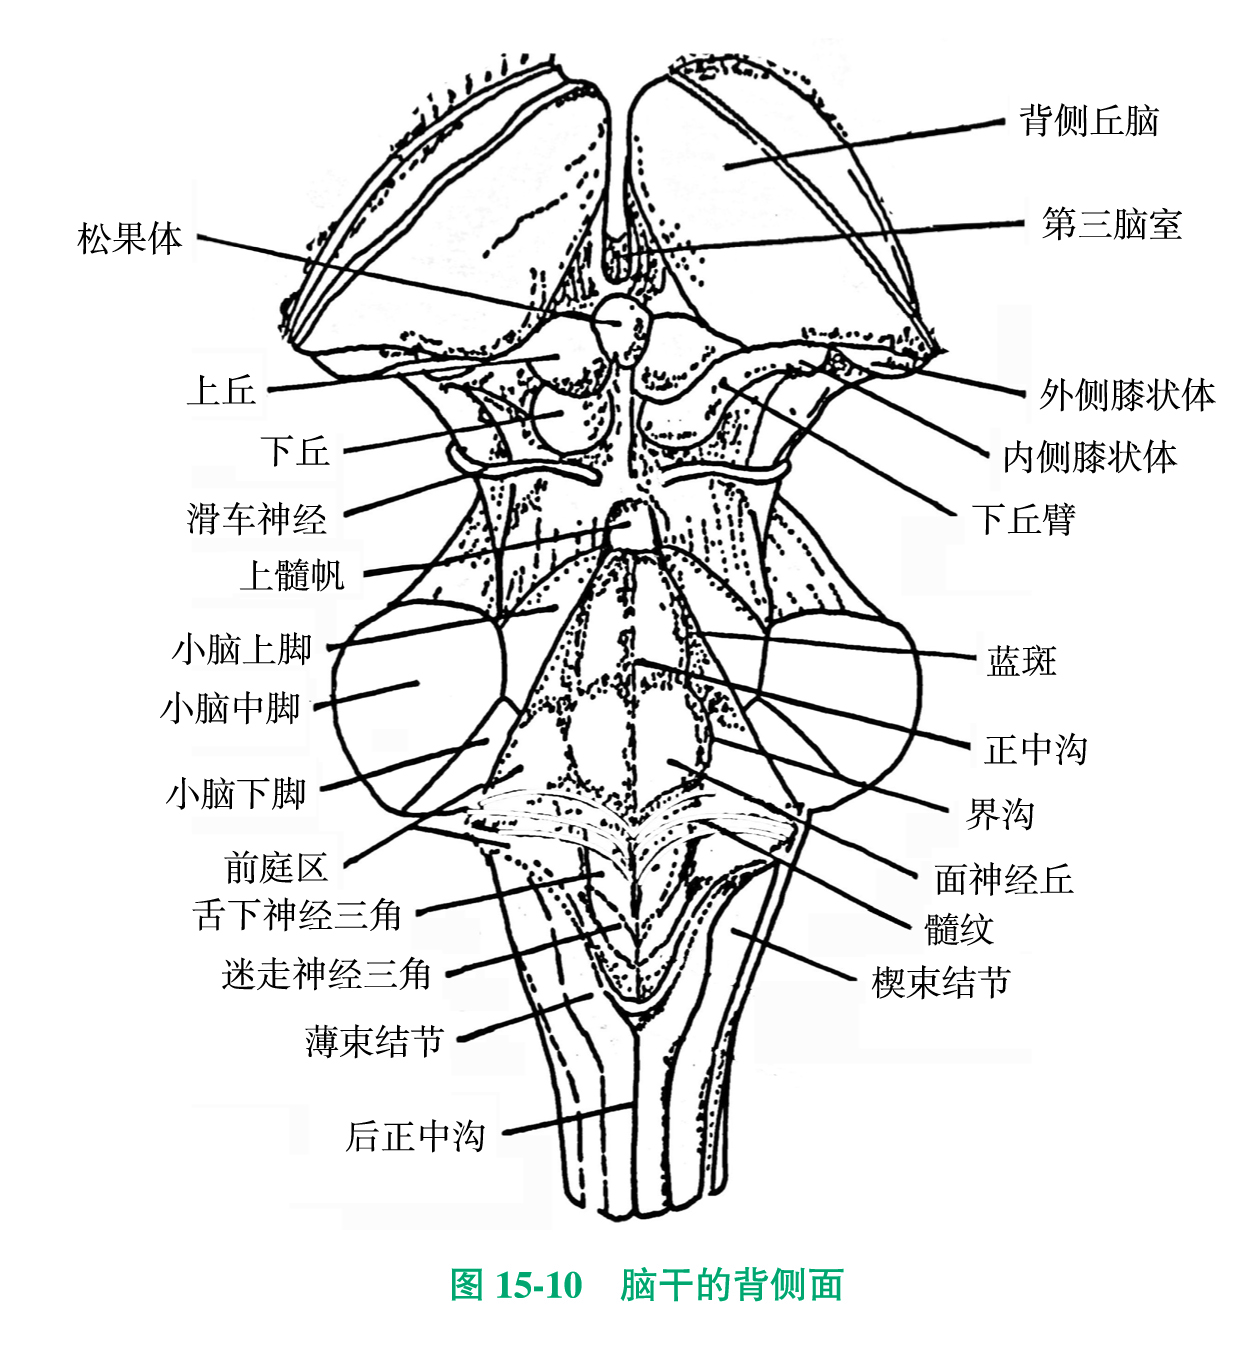 背侧丘脑
第三脑室
松果体
上丘
外侧膝状体
下丘
内侧膝状体
滑车神经
下丘臂
上髓帆
小脑上脚
蓝斑
小脑中脚
正中沟
小脑下脚
界沟
前庭区
面神经丘
舌下神经三角
髓纹
迷走神经三角
楔束结节
薄束结节
后正中沟
图 15-10 脑干的背侧面